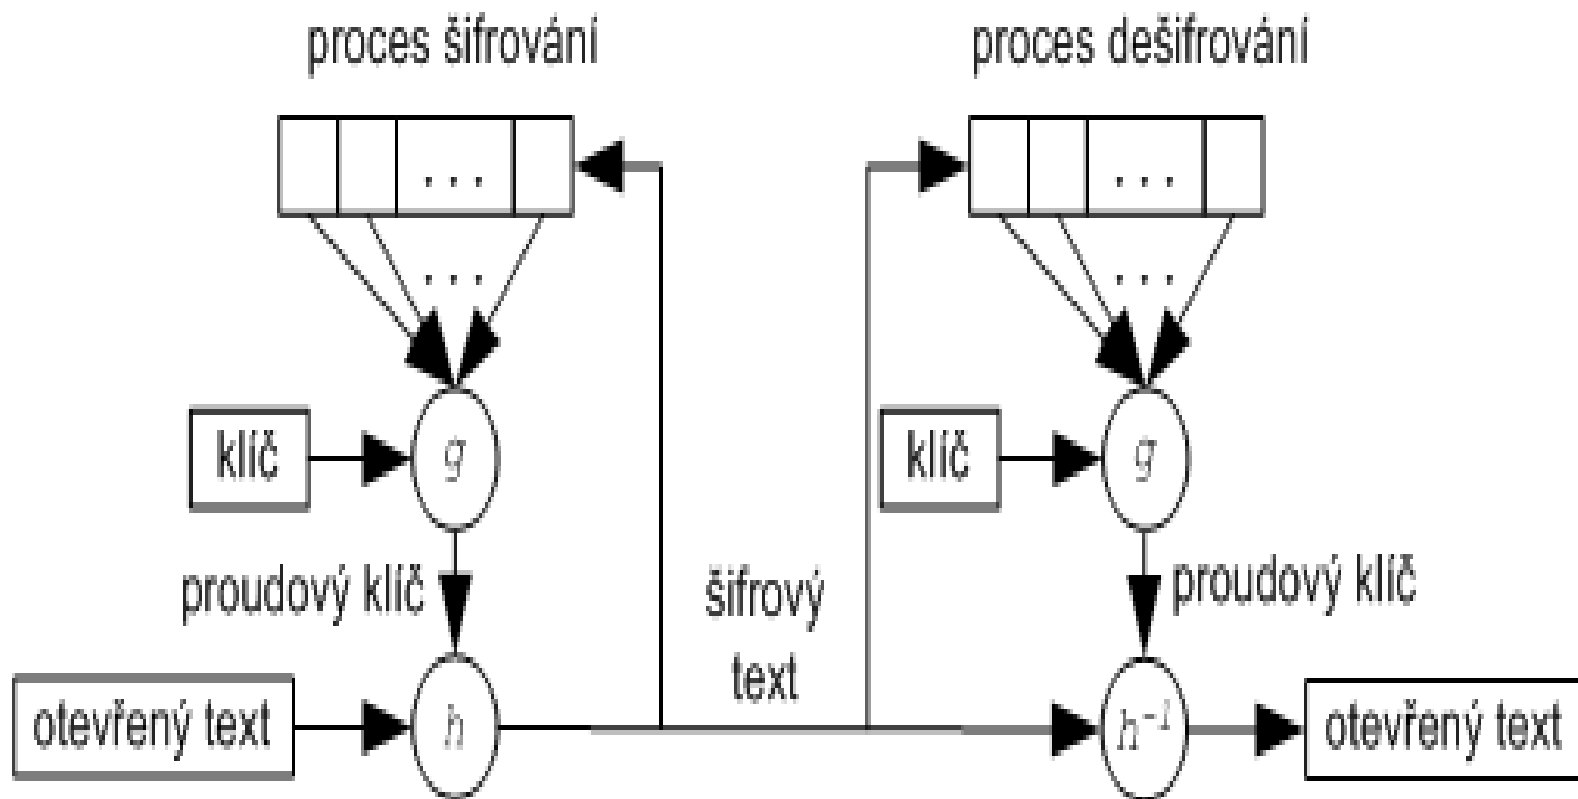 proces šifrování
proces dešifrování
. . .
. . .
. . .
. . .
klíč
g
klíč
g
proudový klíč
šifrový
text
proudový klíč
otevřený text
h
h⁻¹
otevřený text